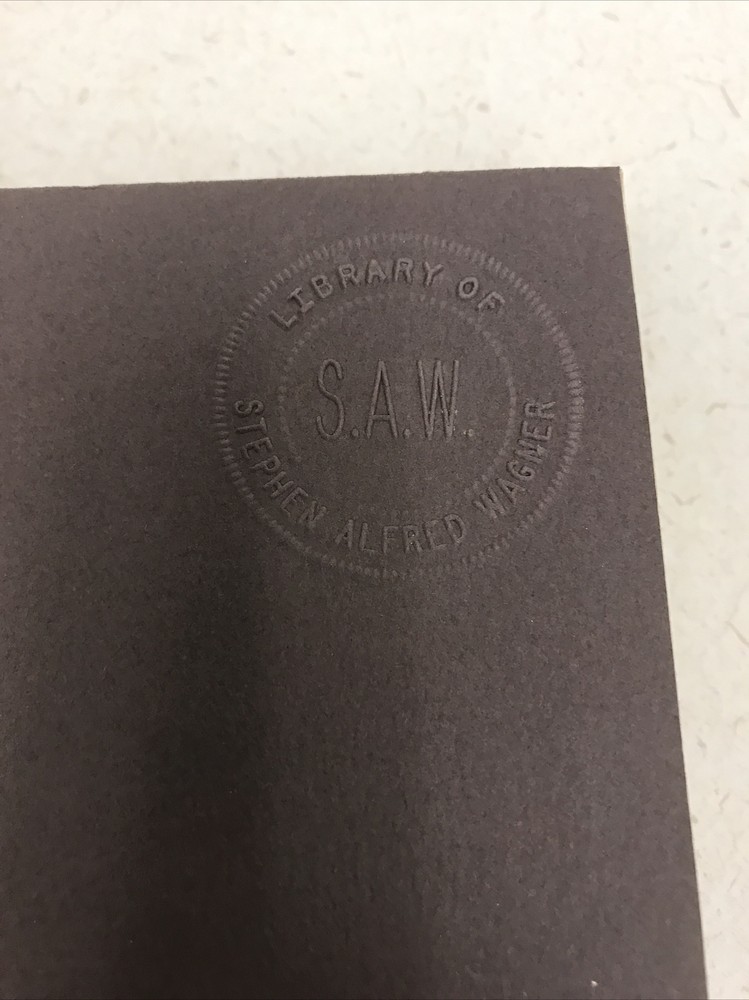 LIBRARY OF
S.A.W.
STEPHEN ALFRED WAGNER